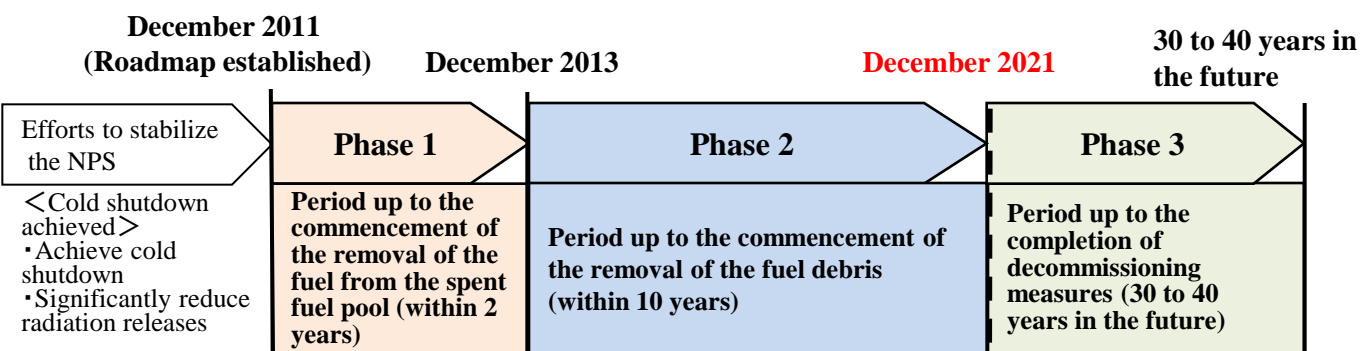 December 2011
(Roadmap established)
December 2013
December 2021
30 to 40 years in
the future
Efforts to stabilize
the NPS
Phase 1
Phase 2
Phase 3
＜Cold shutdown
achieved＞
・Achieve cold
shutdown
・Significantly reduce
radiation releases
Period up to the
commencement of
the removal of the
fuel from the spent
fuel pool (within 2
years)
Period up to the commencement of
the removal of the fuel debris
(within 10 years)
Period up to the
completion of
decommissioning
measures (30 to 40
years in the future)